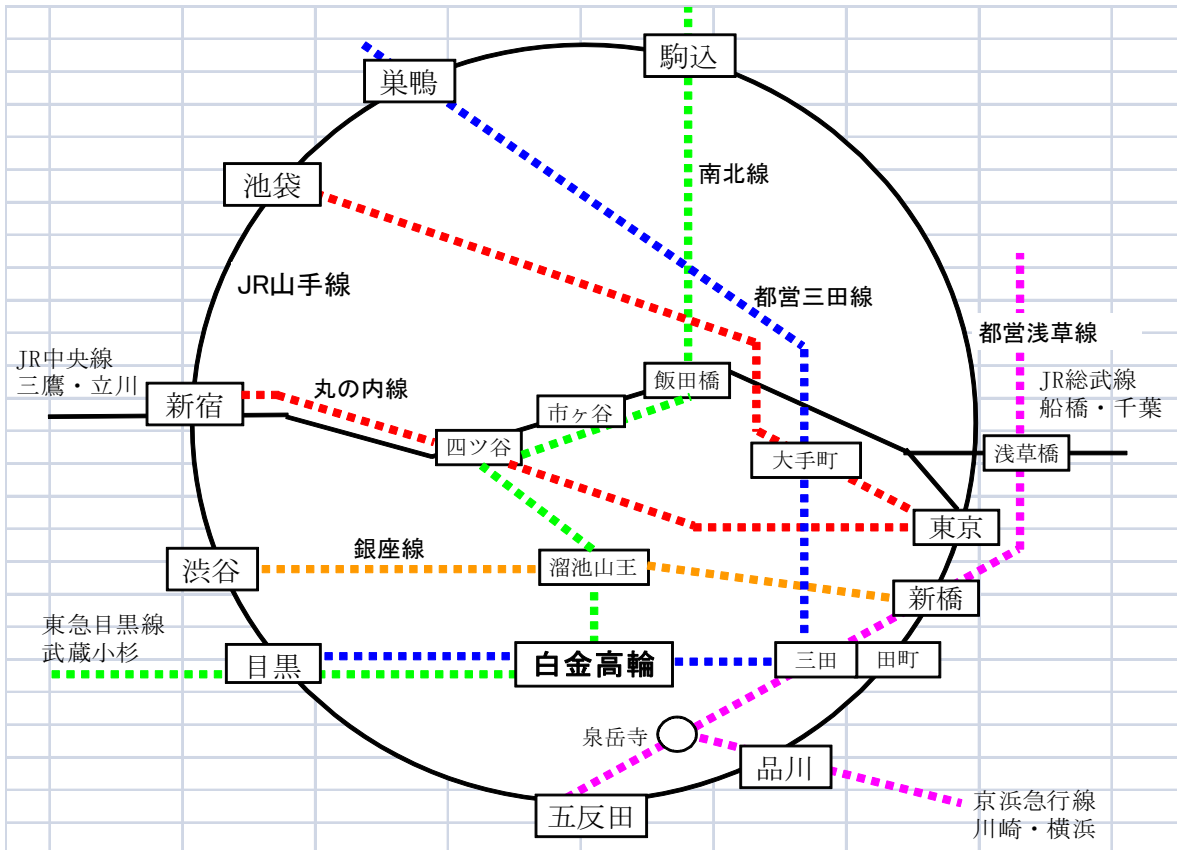 駒込
巣鴨
南北線
池袋
JR山手線
都営三田線
都営浅草線
JR中央線
三鷹・立川
新宿
丸の内線
飯田橋
市ヶ谷
四ツ谷
大手町
JR総武線
船橋・千葉
浅草橋
東京
銀座線
渋谷
溜池山王
新橋
東急目黒線
武蔵小杉
目黒
白金高輪
三田
田町
泉岳寺
品川
五反田
京浜急行線
川崎・横浜